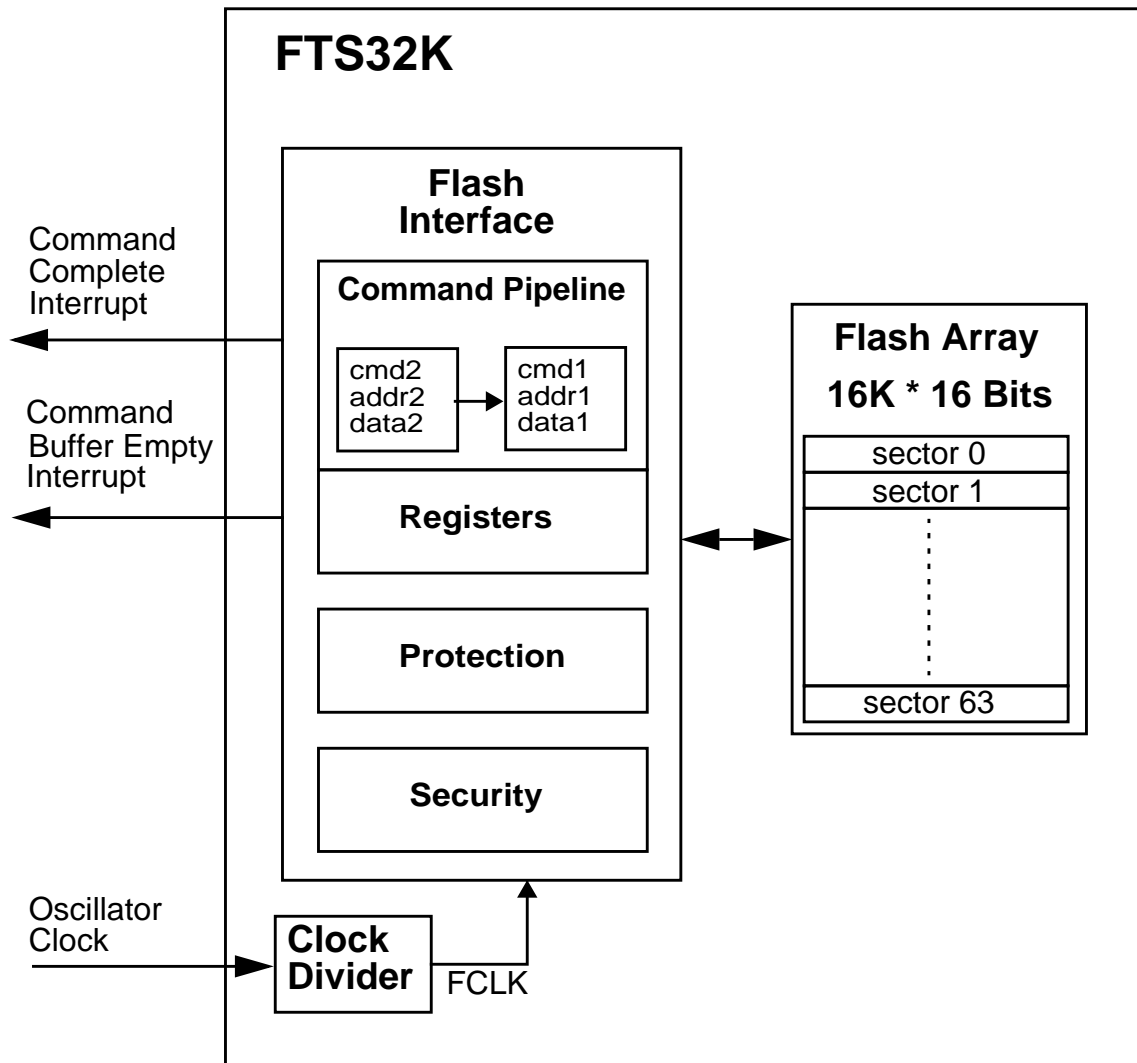 FTS32K
Flash
Interface
Command
Complete
Interrupt
Command Pipeline
cmd2
addr2
data2
cmd1
addr1
data1
Command
Buffer Empty
Interrupt
Registers
Protection
Security
Flash Array
16K * 16 Bits
sector 0
sector 1
sector 63
Oscillator
Clock
Clock
Divider
FCLK